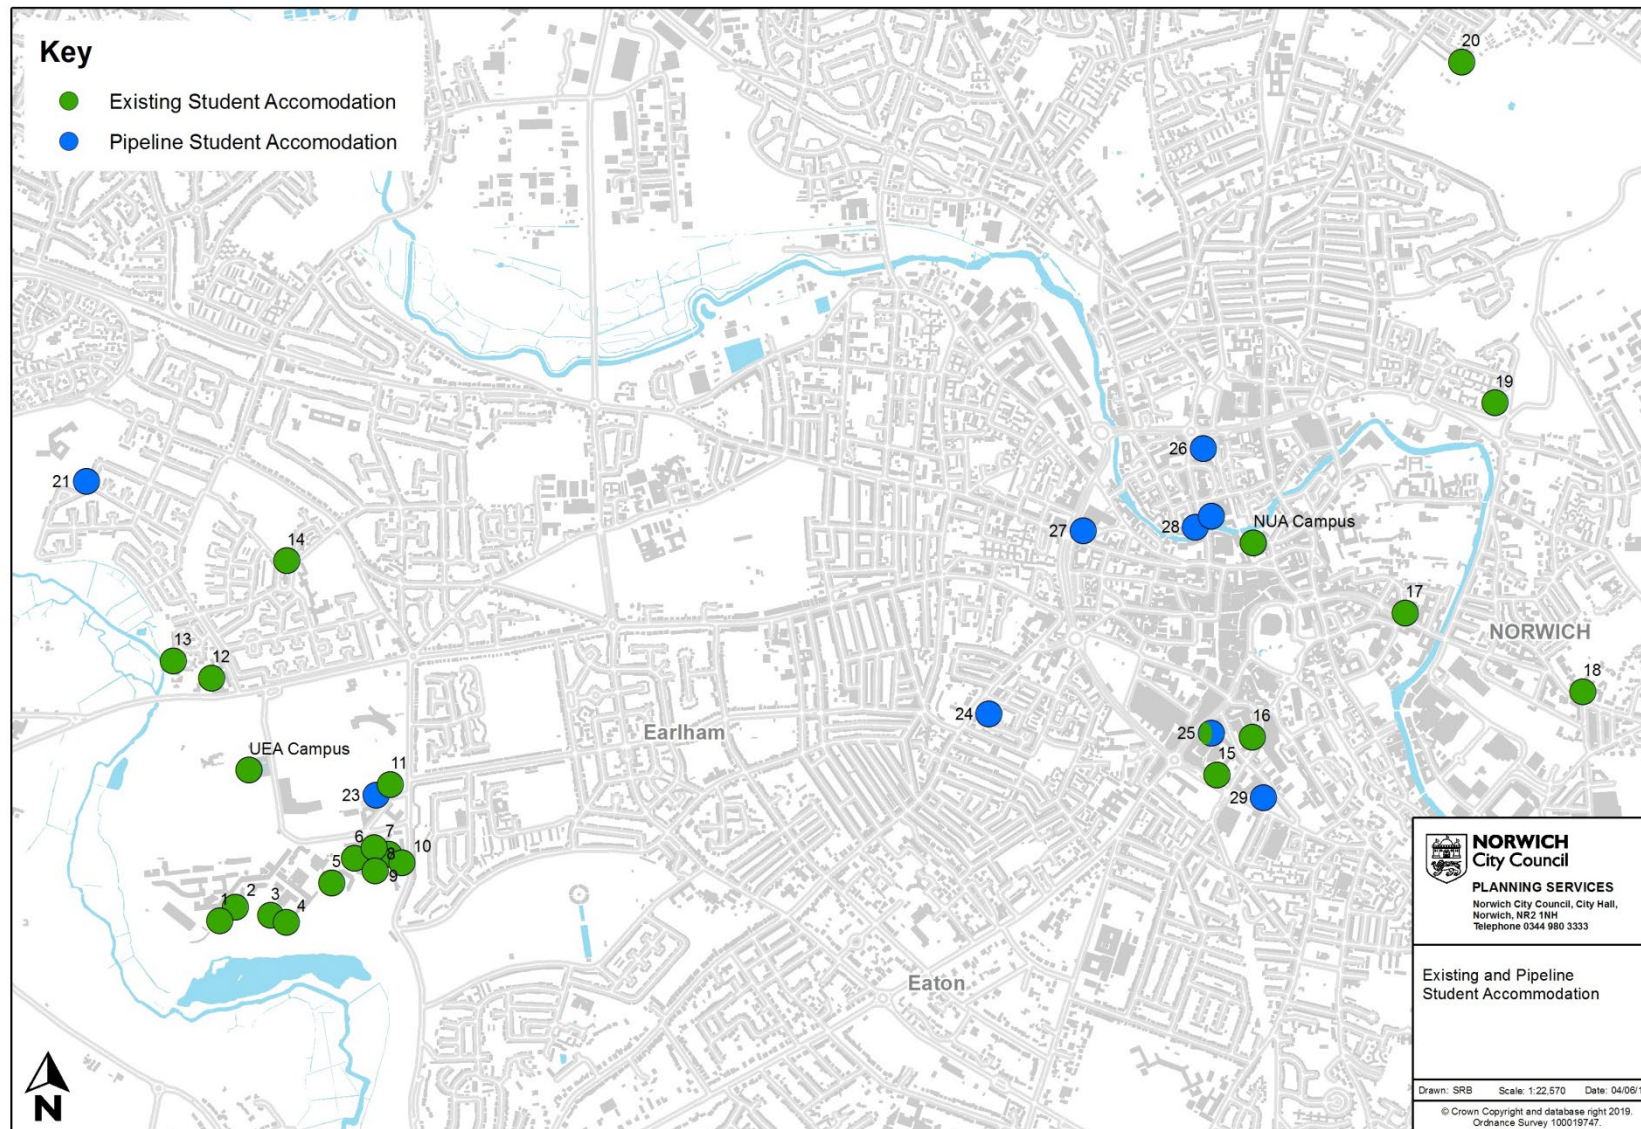 Key
Existing Student Accomodation
Pipeline Student Accomodation
20
19
26
21
27
28
NUA Campus
14
17
NORWICH
13
12
18
24
Earlham
25
16
UEA Campus
15
11
23
29
7
6
8
10
5
9
2
1
3
4
Eaton
N
NORWICH
City Council
PLANNING SERVICES
Norwich City Council, City Hall,
Norwich, NR2 1NH
Telephone 0344 980 3333
Existing and Pipeline
Student Accommodation
Drawn: SRB Scale: 1:22,570 Date: 04/06/1
© Crown Copyright and database right 2019.
Ordnance Survey 100019747.